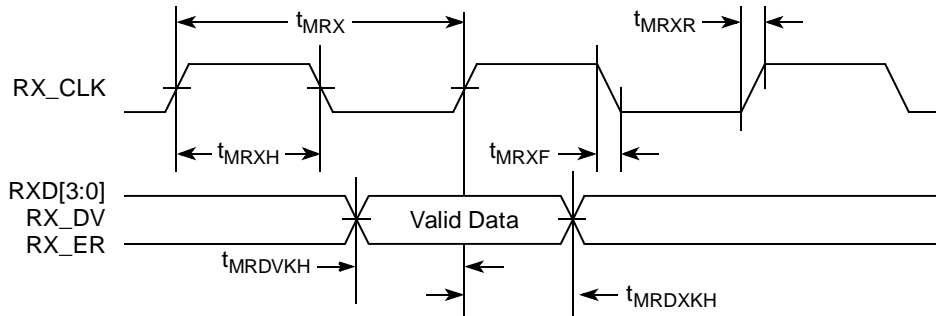 tMRX
tMRXR
RX_CLK
tMRXH
tMRXF
RXD[3:0]
RX_DV
Valid Data
RX_ER
tMRDVKH
tMRDXKH